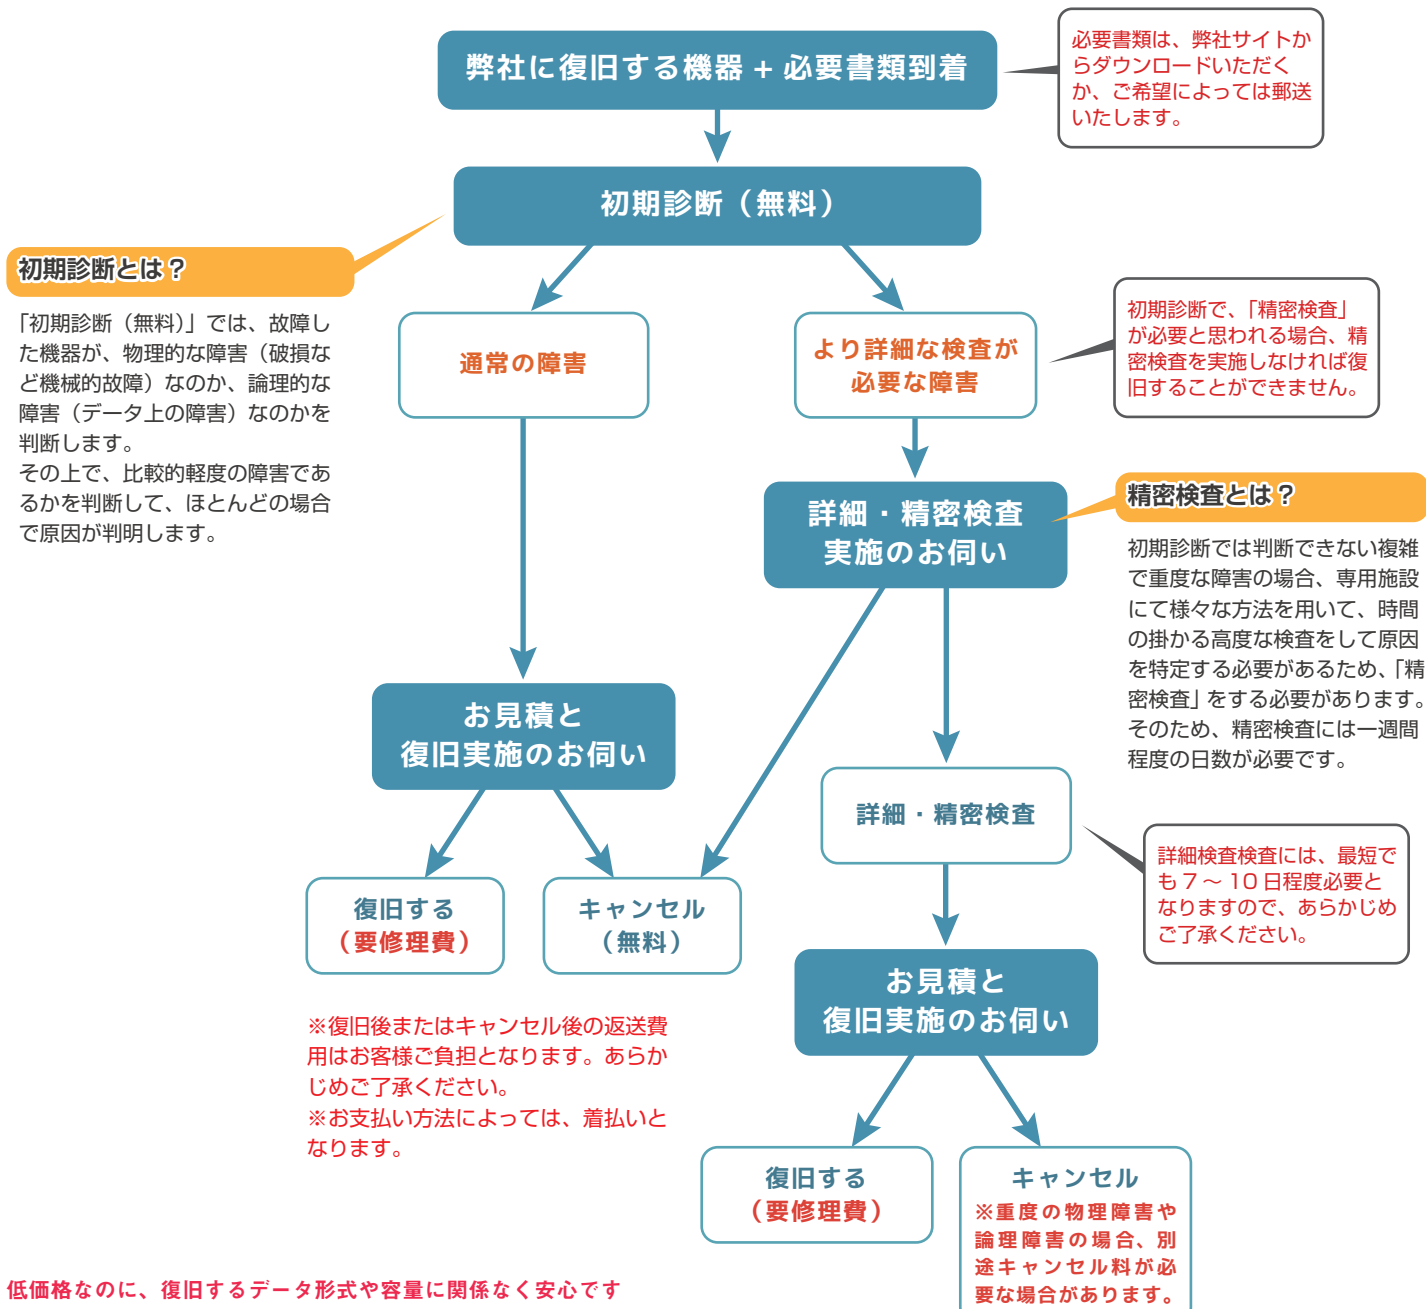 弊社に復旧する機器 + 必要書類到着
必要書類は、弊社サイトか
らダウンロードいただく
か、ご希望によっては郵送
いたします。
初期診断（無料）
初期診断とは？
「初期診断（無料）」では、故障し
た機器が、物理的な障害（破損な
ど機械的故障）なのか、論理的な
障害（データ上の障害）なのかを
判断します。
その上で、比較的軽度の障害であ
るかを判断して、ほとんどの場合
で原因が判明します。
通常の障害
より詳細な検査が
必要な障害
初期診断で、「精密検査」
が必要と思われる場合、精
密検査を実施しなければ復
旧することができません。
詳細・精密検査
実施のお伺い
精密検査とは？
初期診断では判断できない複雑
で重度な障害の場合、専用施設
にて様々な方法を用いて、時間
の掛かる高度な検査をして原因
を特定する必要があるため、「精
密検査」をする必要があります。
そのため、精密検査には一週間
程度の日数が必要です。
お見積と
復旧実施のお伺い
詳細・精密検査
詳細検査検査には、最短で
も 7 ～ 10 日程度必要と
なりますので、あらかじめ
ご了承ください。
復旧する
（要修理費）
キャンセル
（無料）
※復旧後またはキャンセル後の返送費
用はお客様ご負担となります。あらか
じめご了承ください。
※お支払い方法によっては、着払いと
なります。
お見積と
復旧実施のお伺い
復旧する
（要修理費）
キャンセル
※重度の物理障害や
論理障害の場合、別
途キャンセル料が必
要な場合があります。
低価格なのに、復旧するデータ形式や容量に関係なく安心です